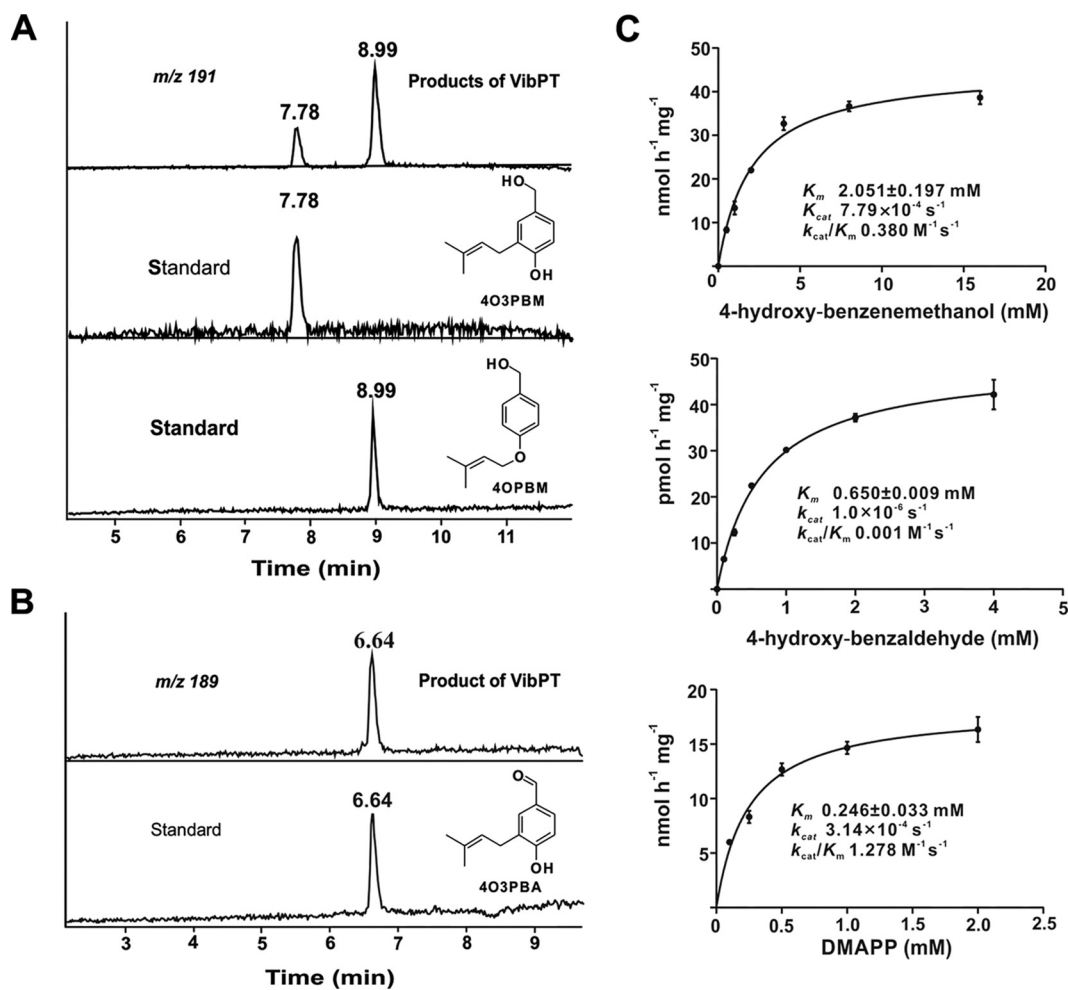 A
m/z 191
7.78
8.99
Products of VibPT
7.78
Standard
HO
OH
4O3PBM
8.99
Standard
HO
O
4OPBM
5 6 7 8 9 10 11
Time (min)
B
m/z 189
6.64
Product of VibPT
6.64
Standard
O
OH
4O3PBA
3 4 5 6 7 8 9
Time (min)
C
nmol h⁻¹ mg⁻¹
50
40
30
20
10
0 5 10 15 20
Km 2.051±0.197 mM
Kcat 7.79×10⁻⁴ s⁻¹
kcat/Km 0.380 M⁻¹ s⁻¹
4-hydroxy-benzenemethanol (mM)
pmol h⁻¹ mg⁻¹
50
40
30
20
10
0 1 2 3 4 5
Km 0.650±0.009 mM
kcat 1.0×10⁻⁶ s⁻¹
kcat/Km 0.001 M⁻¹ s⁻¹
4-hydroxy-benzaldehyde (mM)
nmol h⁻¹ mg⁻¹
20
15
10
5
0 0.5 1.0 1.5 2.0 2.5
Km 0.246±0.033 mM
kcat 3.14×10⁻⁴ s⁻¹
kcat/Km 1.278 M⁻¹ s⁻¹
DMAPP (mM)